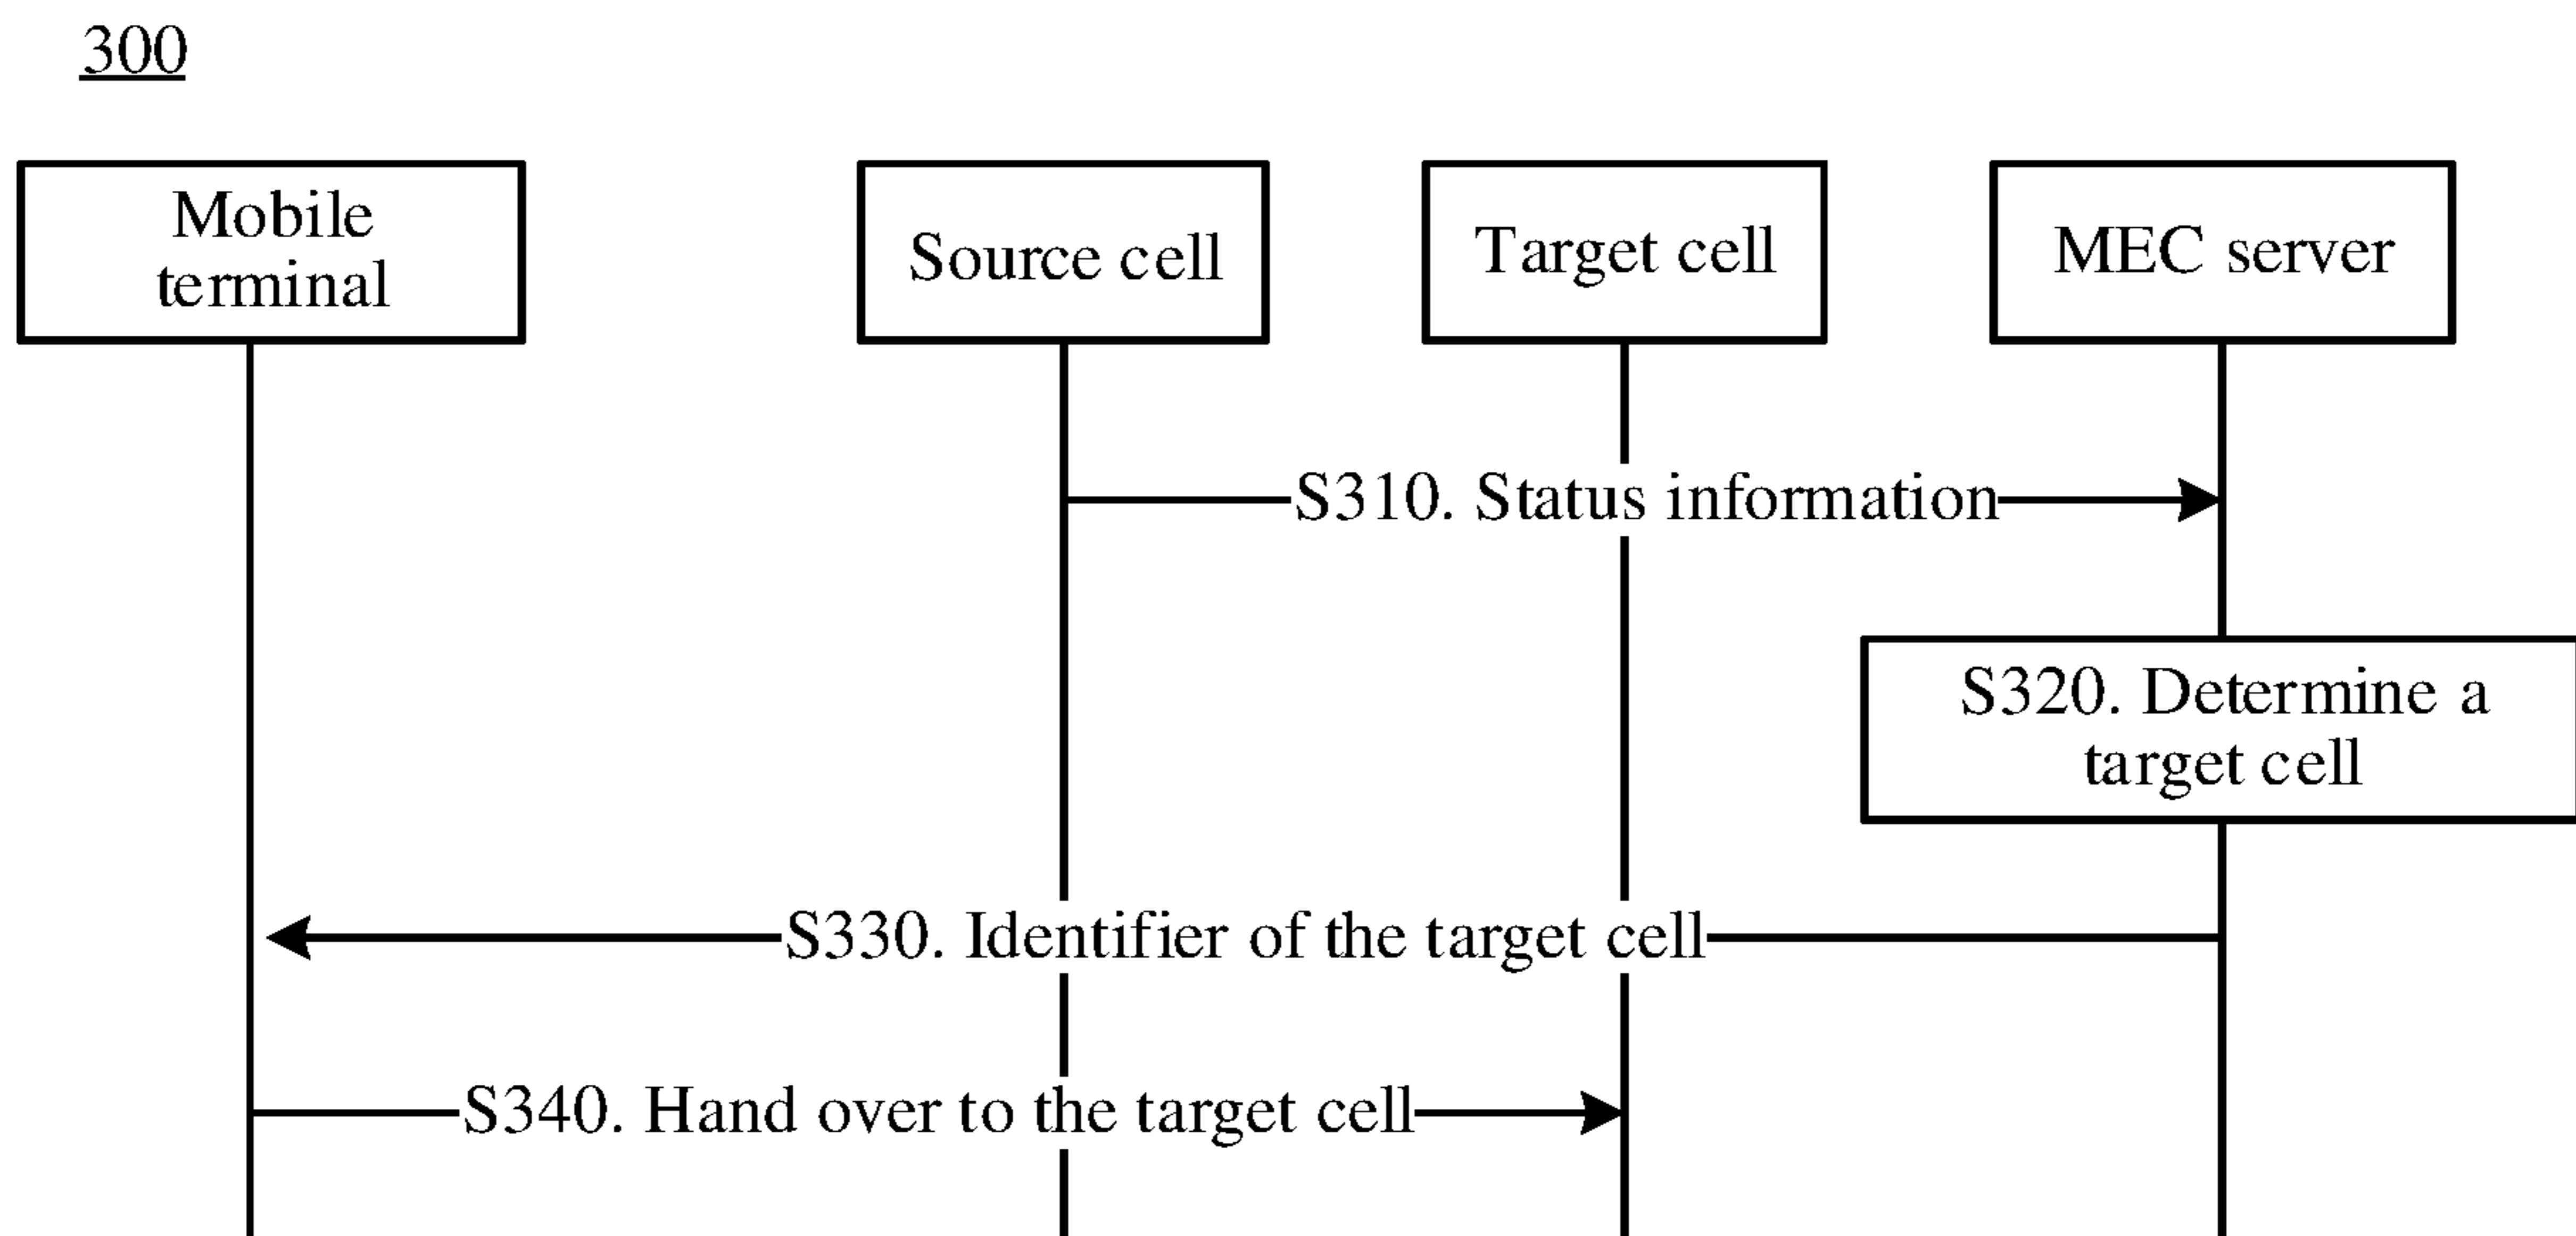 300
Mobile
terminal
Source cell
Target cell
MEC server
S310. Status information
S320. Determine a
target cell
S330. Identifier of the target cell
S340. Hand over to the target cell